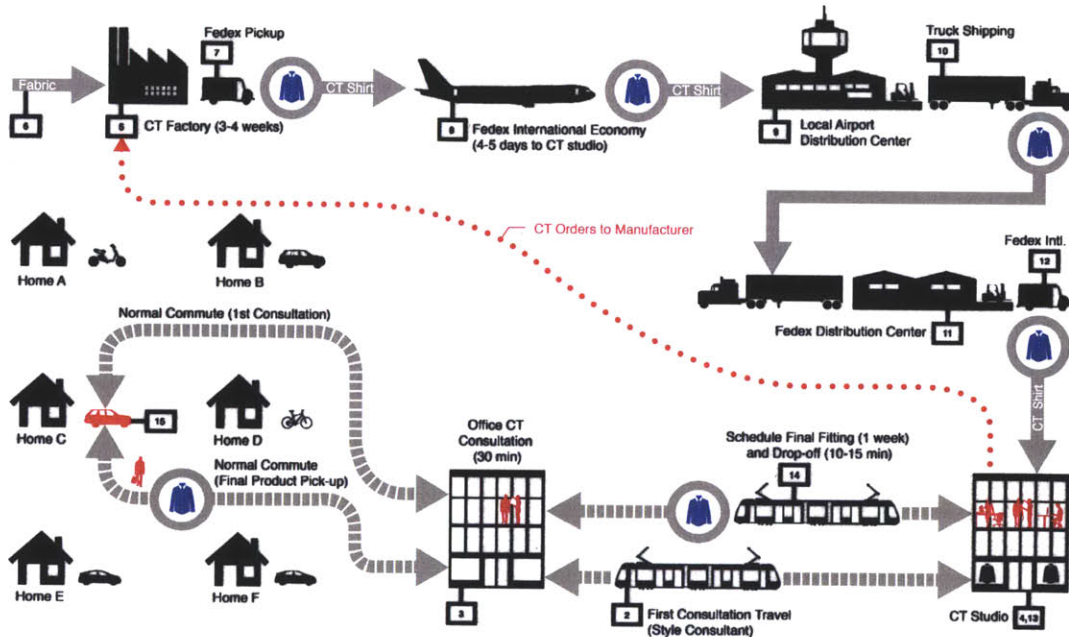 Fedex Pickup
7
Truck Shipping
10
Fabric
CT Shirt
CT Shirt
6
5
CT Factory (3-4 weeks)
8
Fedex International Economy
(4-5 days to CT studio)
9
Local Airport
Distribution Center
CT Orders to Manufacturer
Home A
Home B
Fedex Intl.
12
Fedex Distribution Center
11
Normal Commute (1st Consultation)
CT Shirt
Home C
15
Home D
Office CT
Consultation
(30 min)
Schedule Final Fitting (1 week)
and Drop-off (10-15 min)
14
Normal Commute
(Final Product Pick-up)
Home E
Home F
3
2
First Consultation Travel
(Style Consultant)
CT Studio
4,13